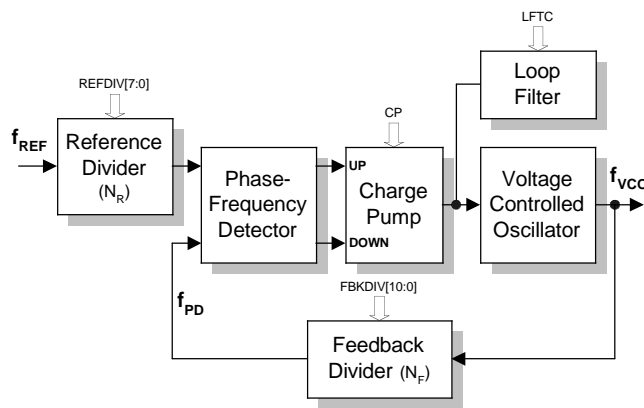 LFTC
Loop
Filter
REFDIV[7:0]
f_REF
Reference
Divider
(N_R)
CP
Phase-
Frequency
Detector
UP
Charge
Pump
DOWN
Voltage
Controlled
Oscillator
f_VCO
f_PD
FBKDIV[10:0]
Feedback
Divider (N_F)